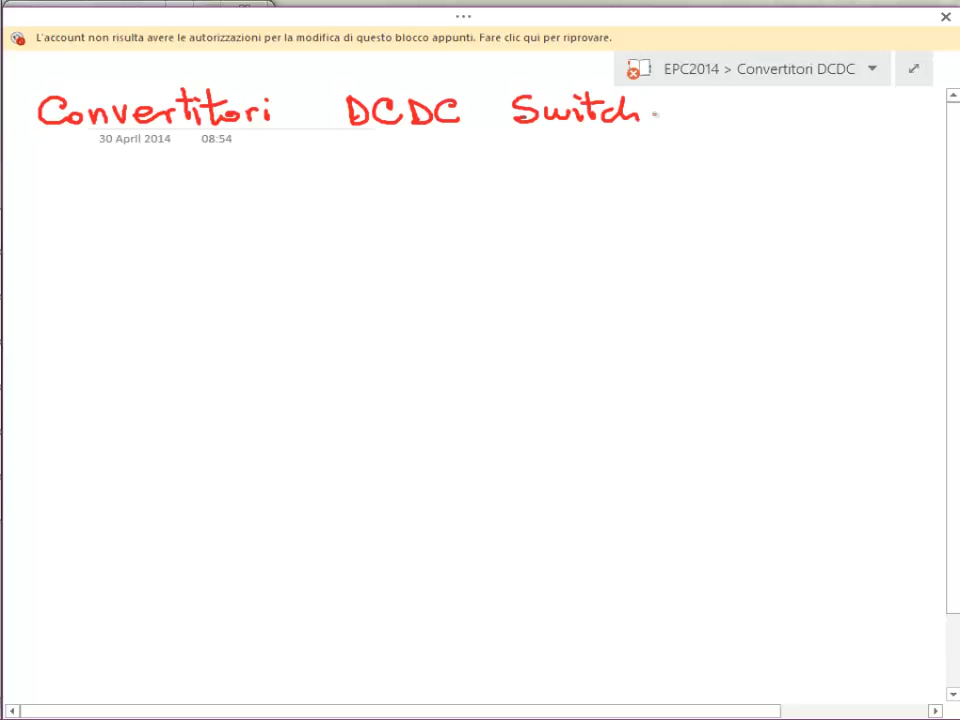 L'account non risulta avere le autorizzazioni per la modifica di questo blocco appunti. Fare clic qui per riprovare.
EPC2014 > Convertitori DCDC
Convertitori DCDC Switch
30 April 2014 08:54